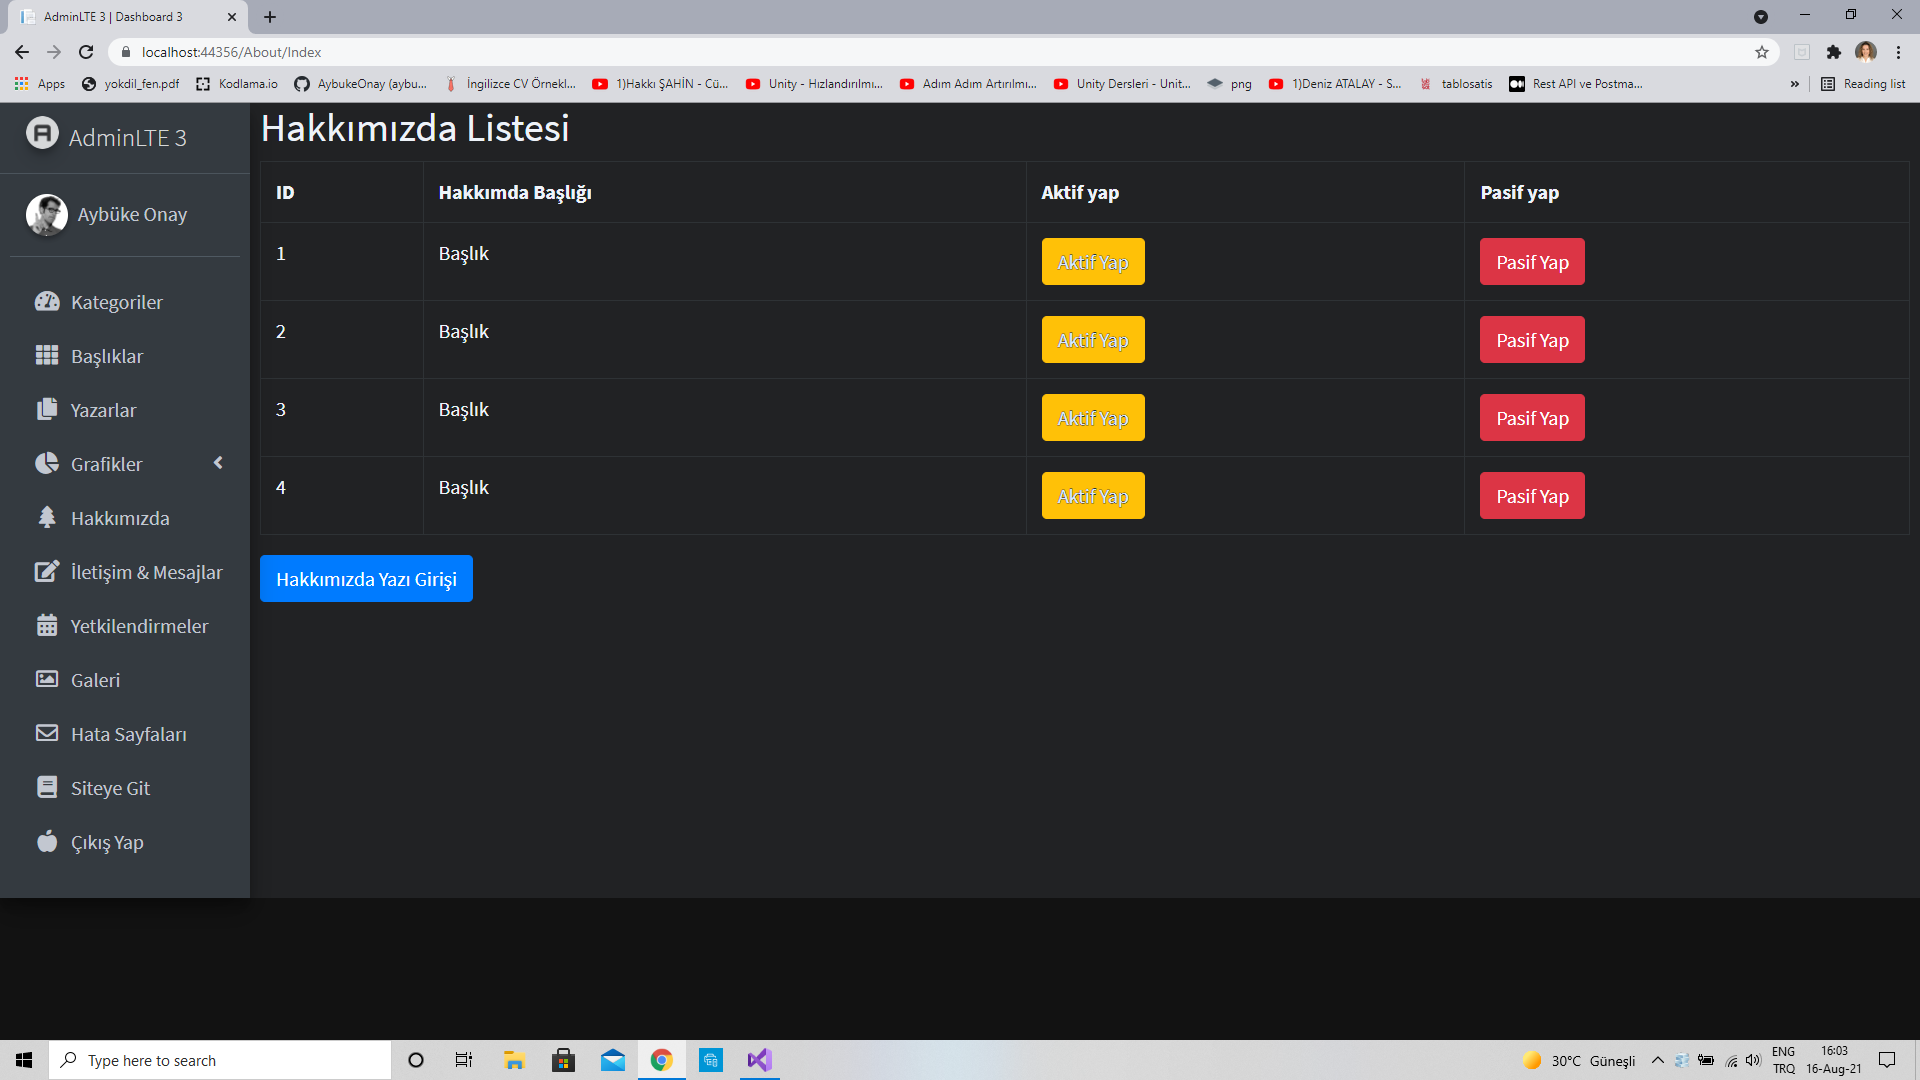 AdminLTE 3 | Dashboard 3
localhost:44356/About/Index
Apps yokdil_fen.pdf Kodlama.io AybukeOnay (aybu... İngilizce CV Örnekl... 1)Hakkı ŞAHİN - Cü... Unity - Hızlandırılmı... Adım Adım Artırılmı... Unity Dersleri - Unit... png 1)Deniz ATALAY - S... tablosatis Rest API ve Postma... » Reading list
AdminLTE 3
Aybüke Onay
Kategoriler
Başlıklar
Yazarlar
Grafikler
Hakkımızda
İletişim & Mesajlar
Yetkilendirmeler
Galeri
Hata Sayfaları
Siteye Git
Çıkış Yap
Hakkımızda Listesi
ID Hakkımda Başlığı Aktif yap Pasif yap
1 Başlık Aktif Yap Pasif Yap
2 Başlık Aktif Yap Pasif Yap
3 Başlık Aktif Yap Pasif Yap
4 Başlık Aktif Yap Pasif Yap
Hakkımızda Yazı Girişi
Type here to search
30°C Güneşli
ENG
TRQ
16:03
16-Aug-21